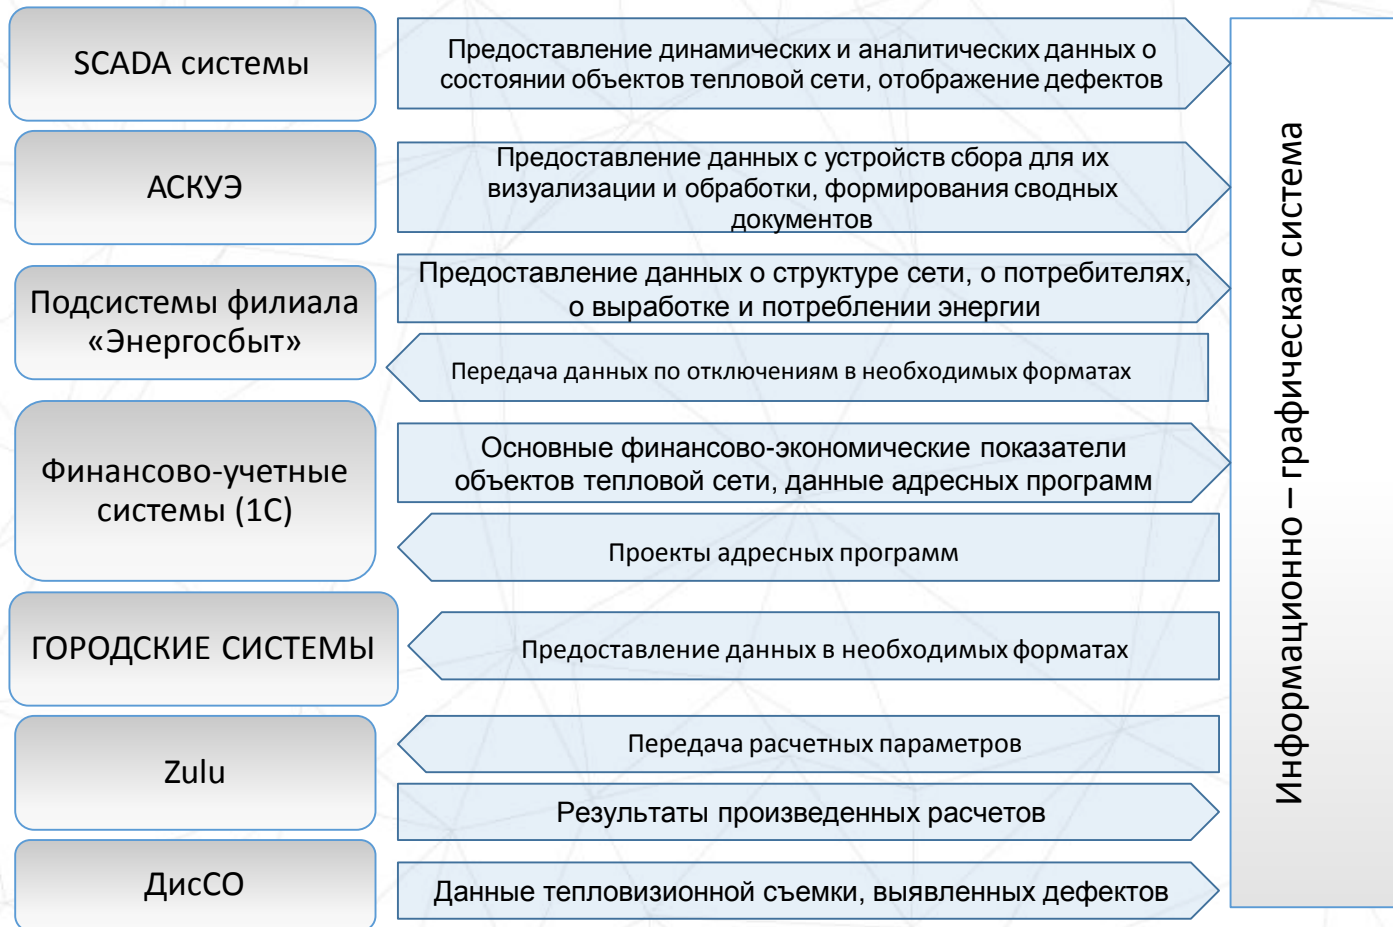 SCADA системы
Предоставление динамических и аналитических данных о
состоянии объектов тепловой сети, отображение дефектов
АСКУЭ
Предоставление данных с устройств сбора для их
визуализации и обработки, формирования сводных
документов
Подсистемы филиала
«Энергосбыт»
Предоставление данных о структуре сети, о потребителях,
о выработке и потреблении энергии
Передача данных по отключениям в необходимых форматах
Финансово-учетные
системы (1С)
Основные финансово-экономические показатели
объектов тепловой сети, данные адресных программ
Проекты адресных программ
ГОРОДСКИЕ СИСТЕМЫ
Предоставление данных в необходимых форматах
Zulu
Передача расчетных параметров
Результаты произведенных расчетов
ДисСО
Данные тепловизионной съемки, выявленных дефектов
Информационно – графическая система